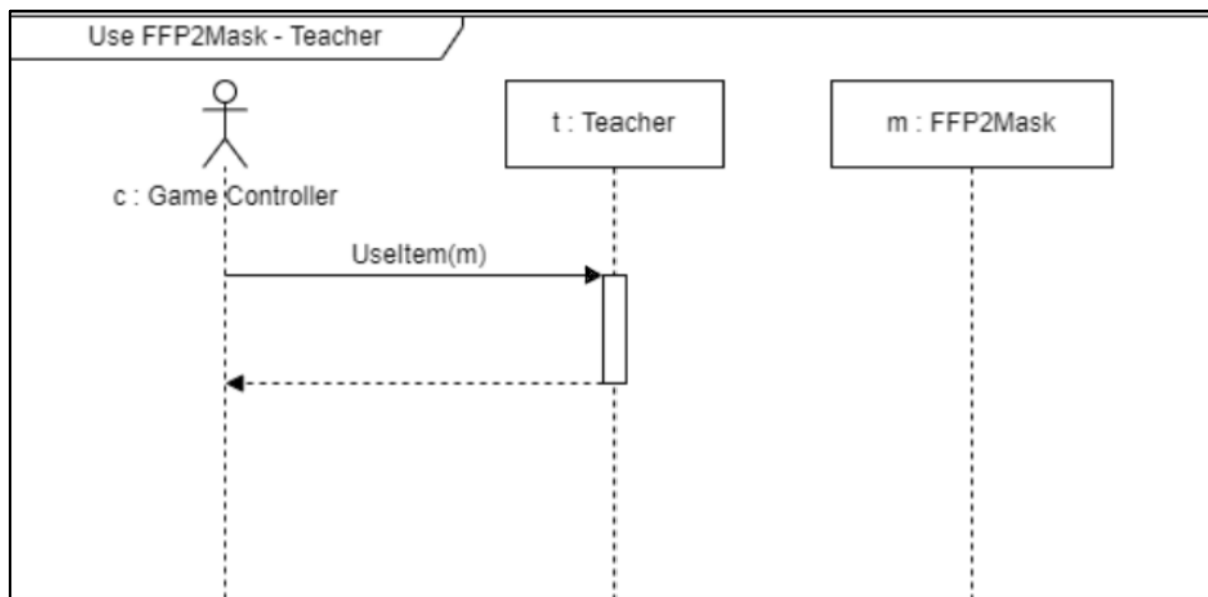 Use FFP2Mask - Teacher
t : Teacher
m : FFP2Mask
c : Game Controller
UseItem(m)